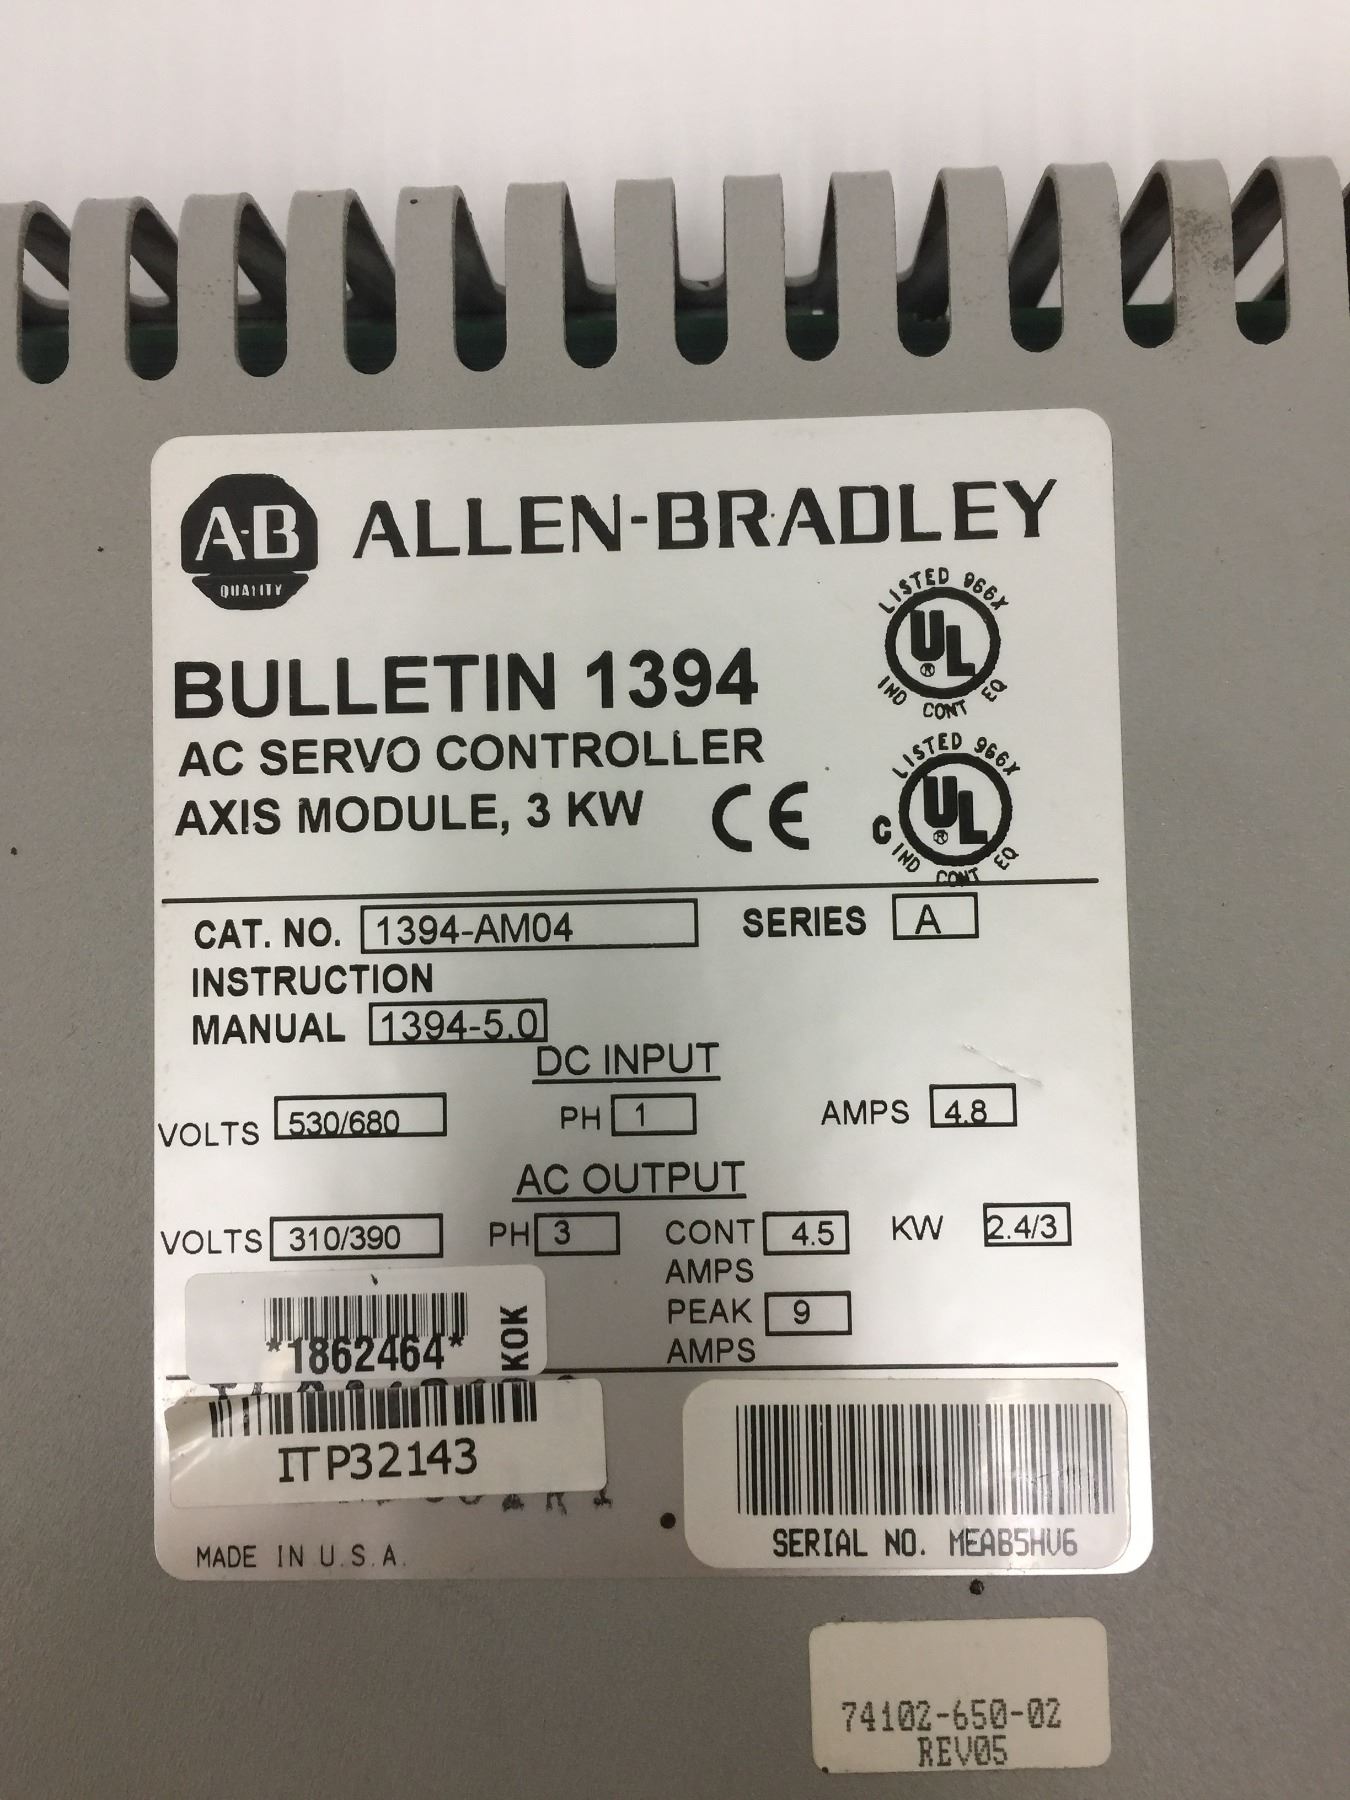 A-B
QUALITY
ALLEN-BRADLEY
LISTED 966X
UL
®
IND CONT EQ
BULLETIN 1394
AC SERVO CONTROLLER
AXIS MODULE, 3 KW
CE
LISTED 966X
C UL
®
IND CONT EQ
CAT. NO. 1394-AM04 SERIES A
INSTRUCTION
MANUAL 1394-5.0
DC INPUT
VOLTS 530/680 PH 1 AMPS 4.8
AC OUTPUT
VOLTS 310/390 PH 3 CONT 4.5 KW 2.4/3
AMPS
PEAK 9
AMPS
*1862464*
KOK
ITP32143
SERIAL NO. MEAB5HV6
MADE IN U.S.A.
74102-650-02
REV05